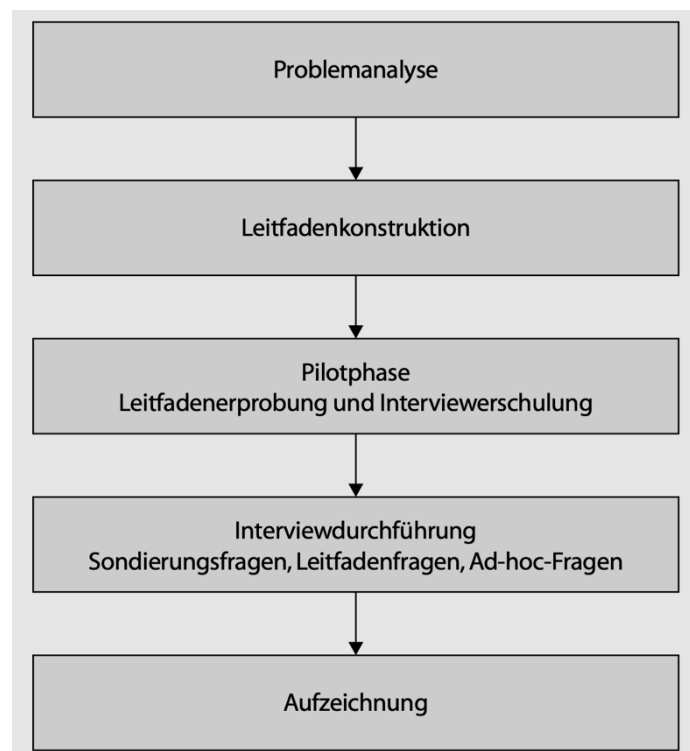 Problemanalyse
Leitfadenkonstruktion
Pilotphase
Leitfadenerprobung und Interviewerschulung
Interviewdurchführung
Sondierungsfragen, Leitfadenfragen, Ad-hoc-Fragen
Aufzeichnung